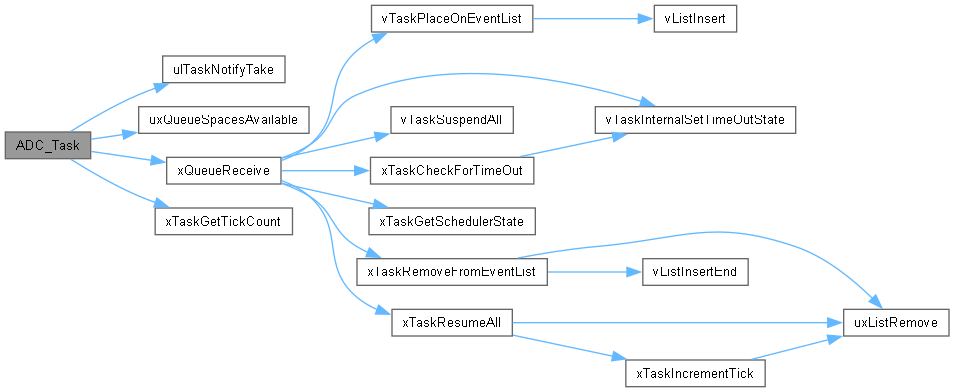 ADC_Task
ulTaskNotifyTake
uxQueueSpacesAvailable
xQueueReceive
xTaskGetTickCount
vTaskPlaceOnEventList
vTaskSuspendAll
xTaskCheckForTimeOut
xTaskGetSchedulerState
xTaskRemoveFromEventList
xTaskResumeAll
vListInsert
vTaskInternalSetTimeOutState
vListInsertEnd
xTaskIncrementTick
uxListRemove